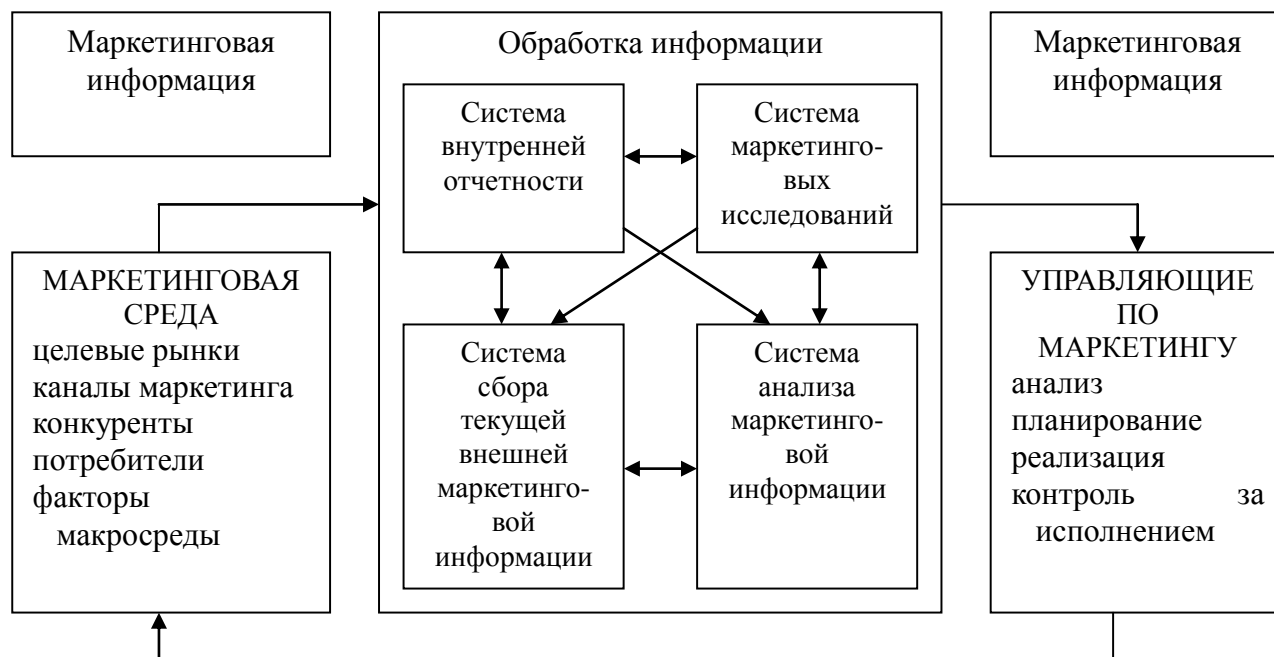 Маркетинговая
информация
Обработка информации
Маркетинговая
информация
Система
внутренней
отчетности
Система
маркетинго-
вых
исследований
МАРКЕТИНГОВАЯ
СРЕДА
целевые рынки
каналы маркетинга
конкуренты
потребители
факторы
макросреды
Система
сбора
текущей
внешней
маркетинго-
вой
информации
Система
анализа
маркетинго-
вой
информации
УПРАВЛЯЮЩИЕ
ПО
МАРКЕТИНГУ
анализ
планирование
реализация
контроль за
исполнением